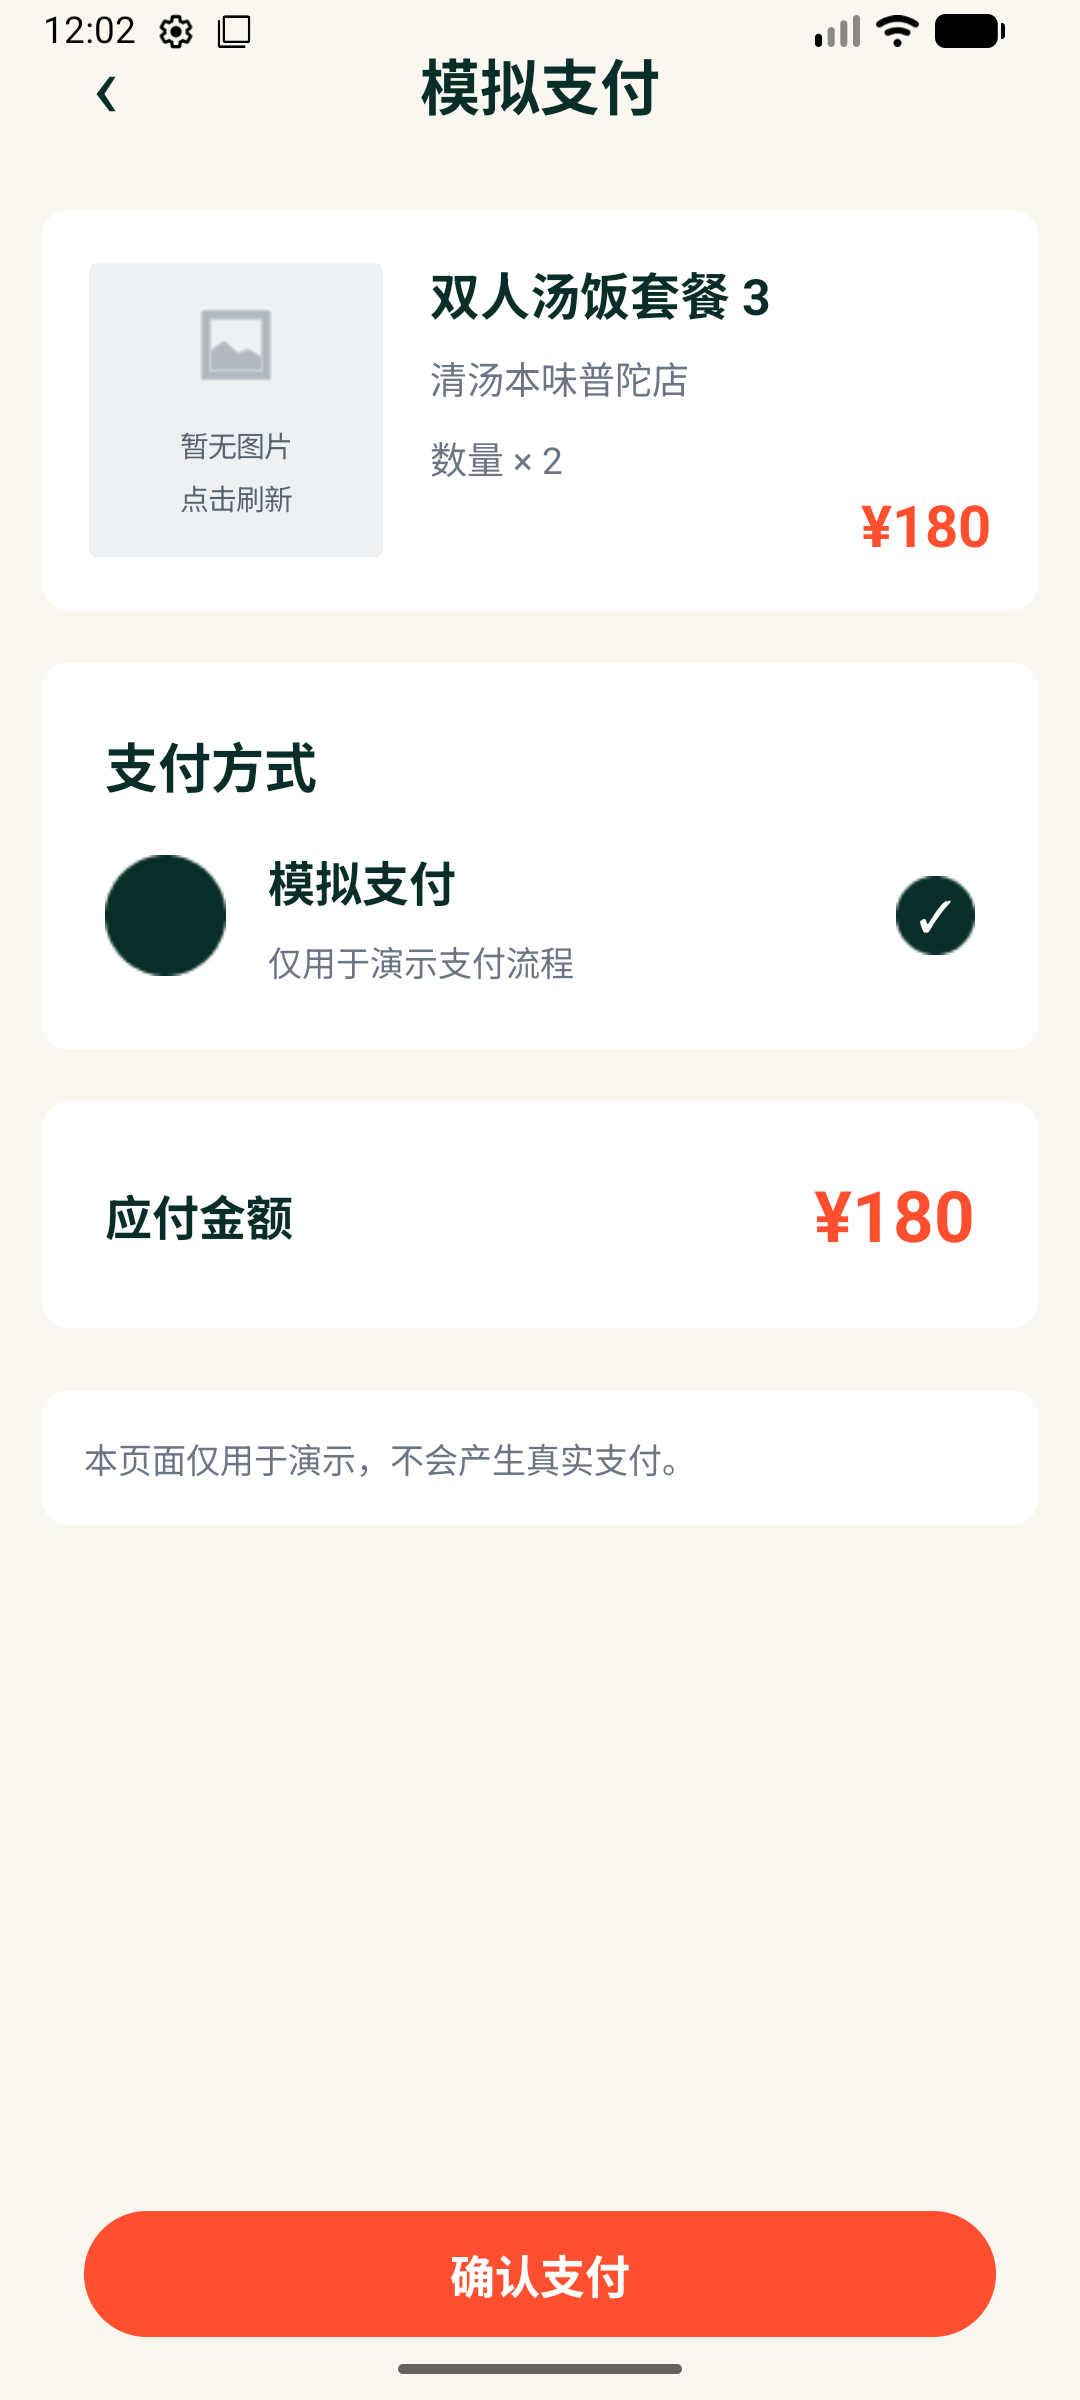 12:02
模拟支付
双人汤饭套餐 3
清汤本味普陀店
数量 × 2
¥180
暂无图片
点击刷新
支付方式
模拟支付
仅用于演示支付流程
✓
应付金额
¥180
本页面仅用于演示，不会产生真实支付。
确认支付